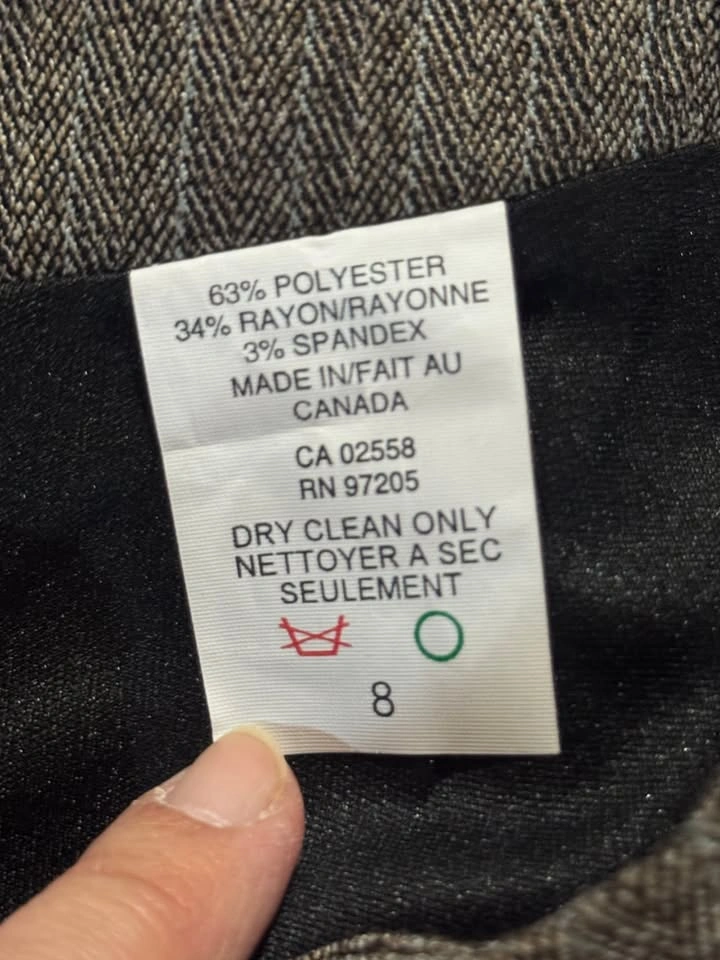 63% POLYESTER
34% RAYON/RAYONNE
3% SPANDEX
MADE IN/FAIT AU
CANADA
CA 02558
RN 97205
DRY CLEAN ONLY
NETTOYER A SEC
SEULEMENT
8